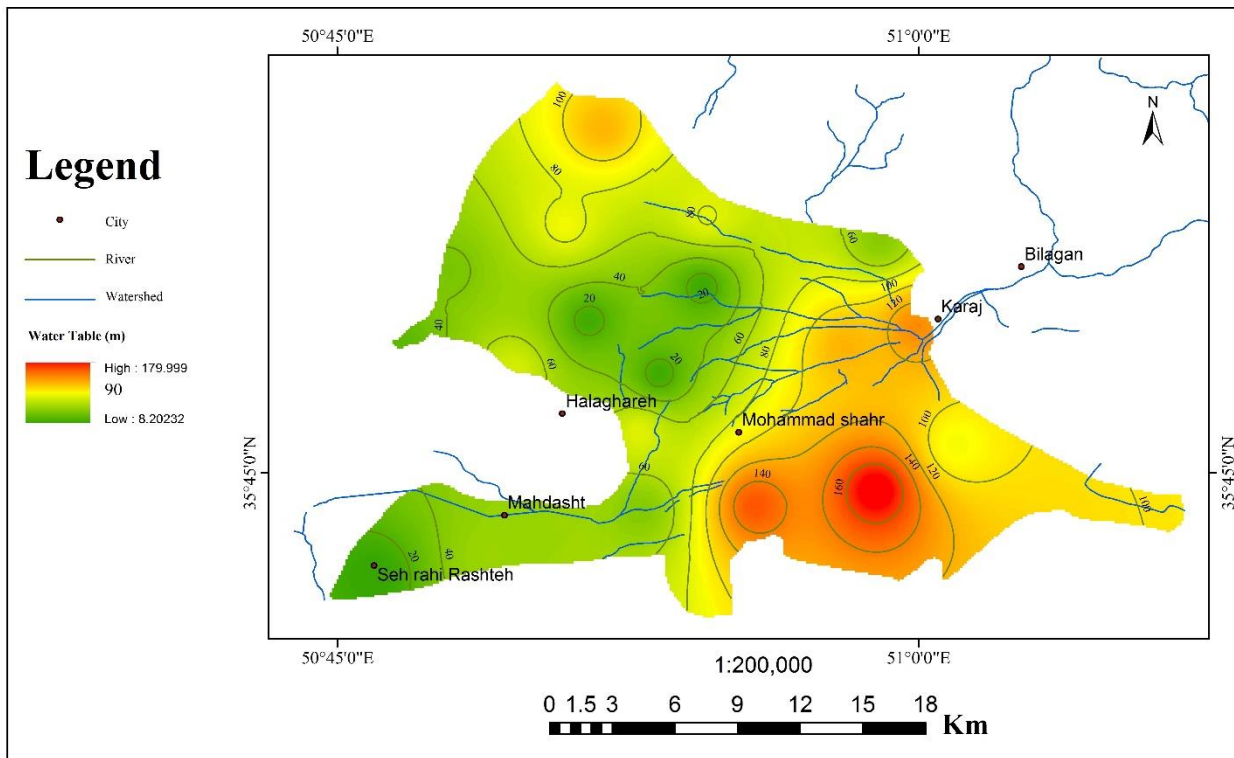 50°45'0"E
51°0'0"E
Legend
City
River
Watershed
Water Table (m)
High : 179.999
90
Low : 8.20232
N
100
80
80
60
Bilagan
40
100
20
20
120
Karaj
40
60
80
60
20
Halaghareh
Mohammad shahr
100
35°45'0"N
35°45'0"N
60
140
140
120
160
100
Mahdasht
20
40
Seh rahi Rashteh
50°45'0"E
51°0'0"E
1:200,000
0 1.5 3 6 9 12 15 18
Km